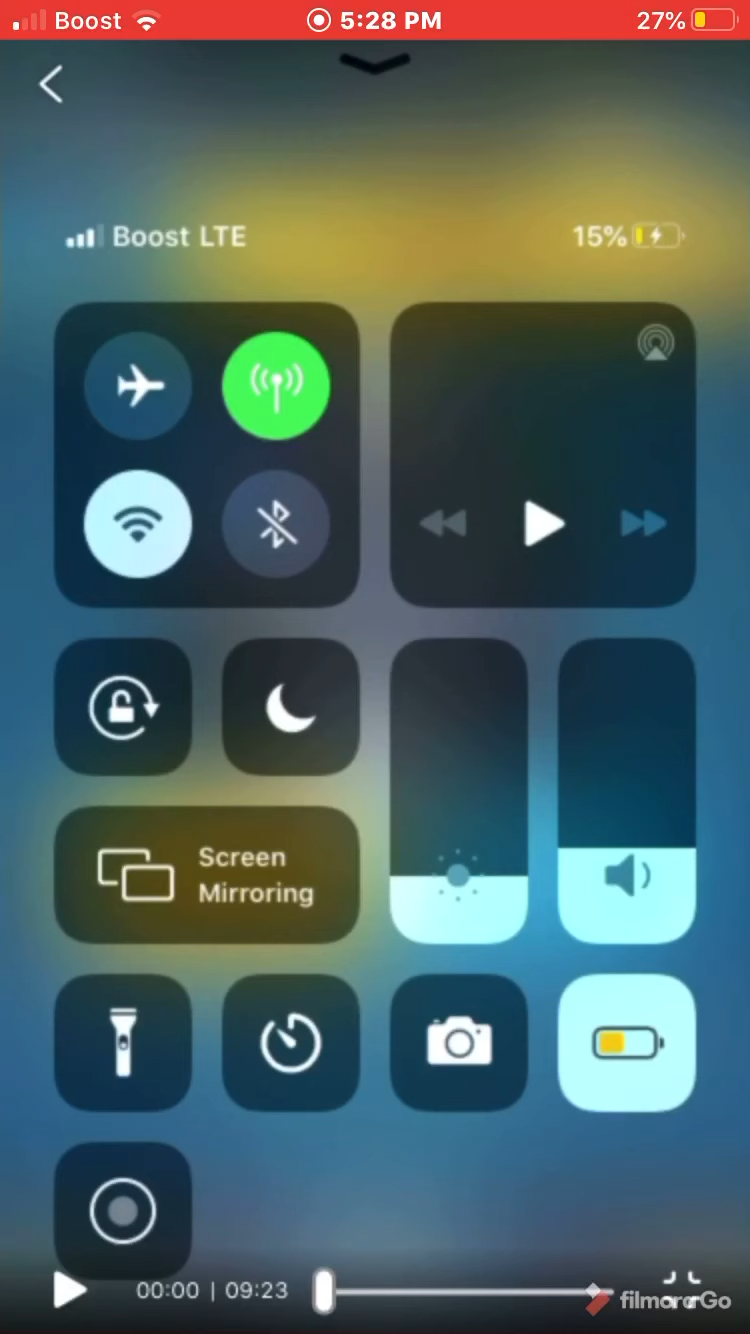 Boost 5:28 PM 27%
Boost LTE 15%
Screen
Mirroring
00:00 | 09:23
filmoraGo